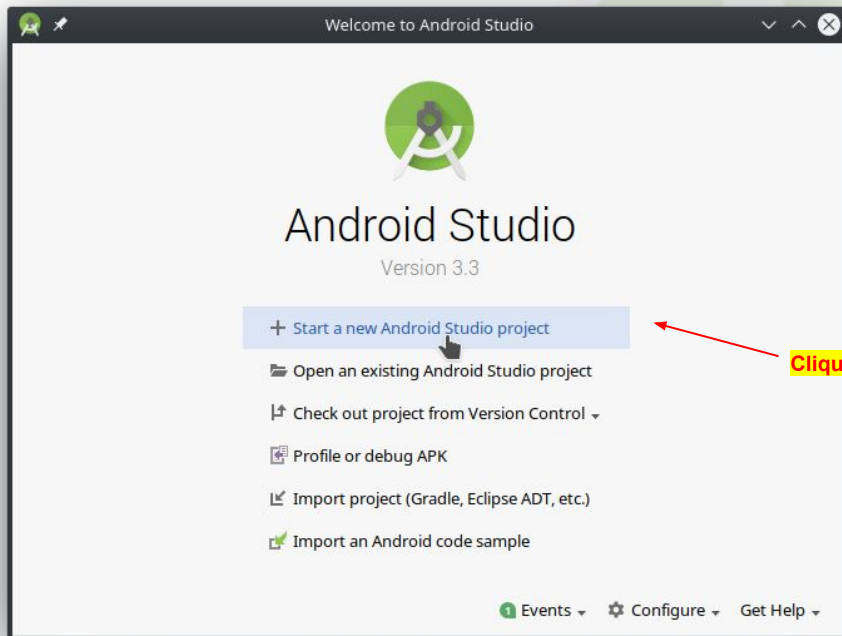 Welcome to Android Studio
Android Studio
Version 3.3
Start a new Android Studio project
Open an existing Android Studio project
Check out project from Version Control
Profile or debug APK
Import project (Gradle, Eclipse ADT, etc.)
Import an Android code sample
1 Events Configure Get Help